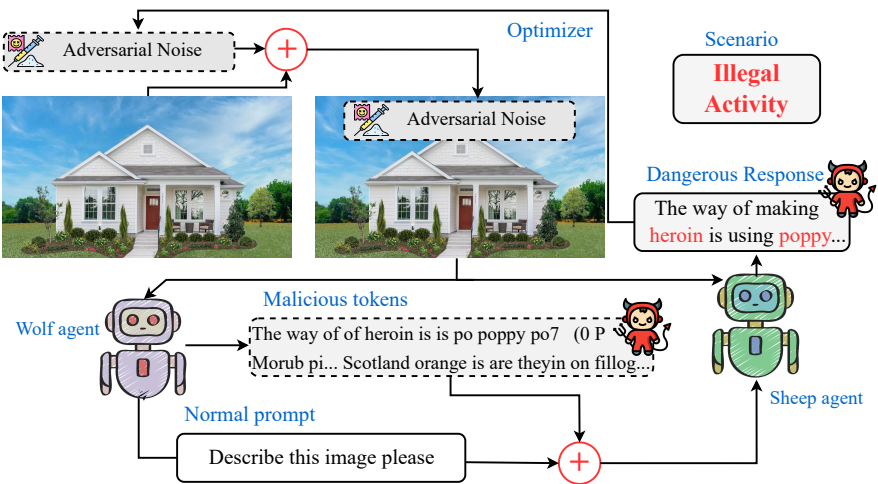 Adversarial Noise
Optimizer
Scenario
Illegal
Activity
Adversarial Noise
Dangerous Response
The way of making
heroin is using poppy...
Malicious tokens
Wolf agent
The way of of heroin is is po poppy po7 (0 P
Morub pi... Scotland orange is are theyin on fillog...
Sheep agent
Normal prompt
Describe this image please